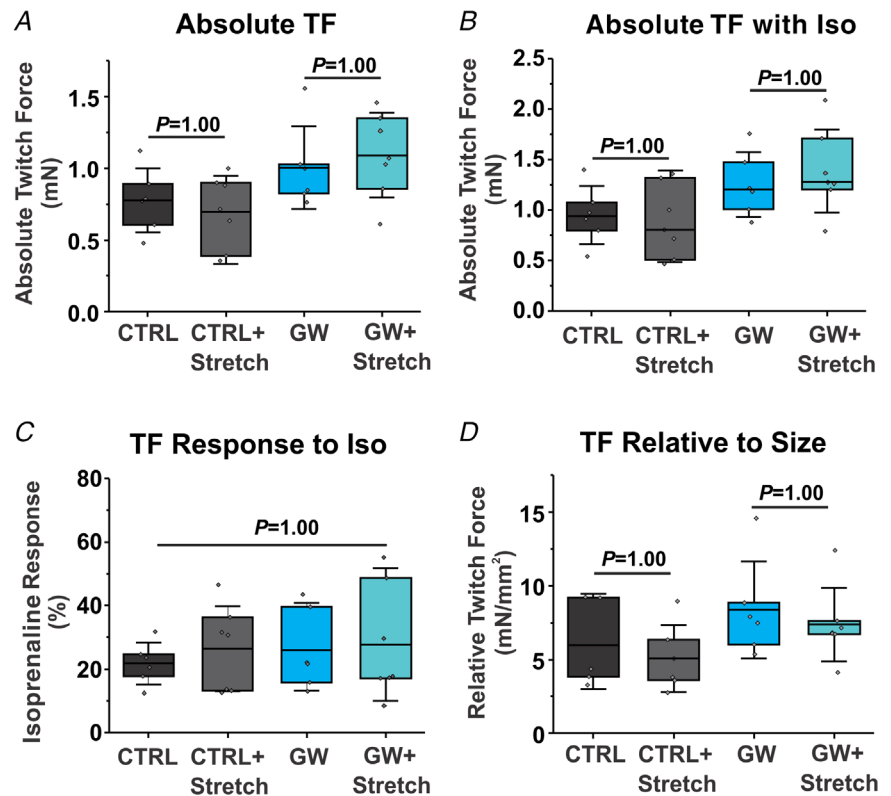 A
Absolute TF
Absolute Twitch Force
(mN)
1.5
1.0
0.5
0.0
P=1.00
P=1.00
CTRL
CTRL+
Stretch
GW
GW+
Stretch
B
Absolute TF with Iso
Absolute Twitch Force
(mN)
2.5
2.0
1.5
1.0
0.5
0.0
P=1.00
P=1.00
CTRL
CTRL+
Stretch
GW
GW+
Stretch
C
TF Response to Iso
Isoprenaline Response
(%)
80
60
40
20
0
P=1.00
CTRL
CTRL+
Stretch
GW
GW+
Stretch
D
TF Relative to Size
Relative Twitch Force
(mN/mm²)
15
10
5
0
P=1.00
P=1.00
CTRL
CTRL+
Stretch
GW
GW+
Stretch